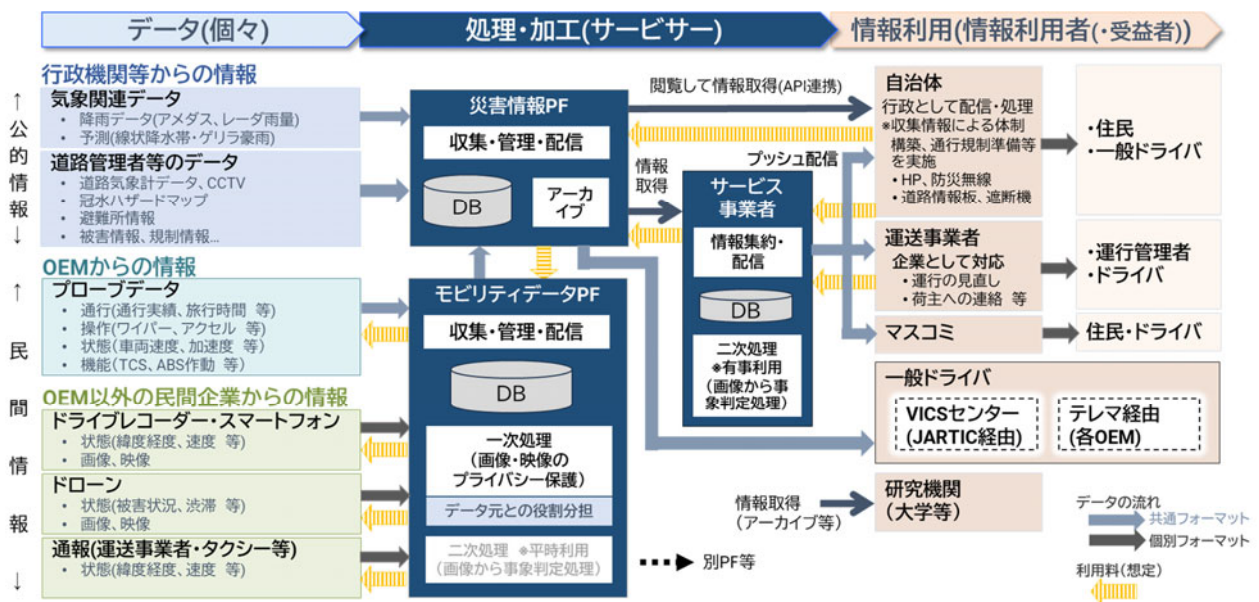 データ(個々)
処理・加工(サービサー)
情報利用(情報利用者(・受益者))
↑公的情報↓
行政機関等からの情報
気象関連データ
• 降雨データ(アメダス、レーダ雨量)
• 予測(線状降水帯・ゲリラ豪雨)
道路管理者等のデータ
• 道路気象計データ、CCTV
• 冠水ハザードマップ
• 避難所情報
• 被害情報、規制情報...
↑民間情報↓
OEMからの情報
プローブデータ
• 通行(通行実績、旅行時間 等)
• 操作(ワイパー、アクセル 等)
• 状態(車両速度、加速度 等)
• 機能(TCS、ABS作動 等)
OEM以外の民間企業からの情報
ドライブレコーダー・スマートフォン
• 状態(緯度経度、速度 等)
• 画像、映像
ドローン
• 状態(被害状況、渋滞 等)
• 画像、映像
通報(運送事業者・タクシー等)
• 状態(緯度経度、速度 等)
災害情報PF
収集・管理・配信
DB
アーカ
イブ
モビリティデータPF
収集・管理・配信
DB
一次処理
(画像・映像の
プライバシー保護)
データ元との役割分担
二次処理 ※平時利用
(画像から事象判定処理)
閲覧して情報取得(API連携)
情報
取得
プッシュ配信
サービス
事業者
情報集約・
配信
DB
二次処理
※有事利用
(画像から事
象判定処理)
情報取得
(アーカイブ等)
別PF等
自治体
行政として配信・処理
※収集情報による体制
構築、通行規制準備等
を実施
• HP、防災無線
• 道路情報板、遮断機
・住民
・一般ドライバ
運送事業者
企業として対応
• 運行の見直し
• 荷主への連絡 等
・運行管理者
・ドライバ
マスコミ
住民・ドライバ
一般ドライバ
VICSセンター
(JARTIC経由)
テレマ経由
(各OEM)
研究機関
(大学等)
データの流れ
共通フォーマット
個別フォーマット
利用料(想定)